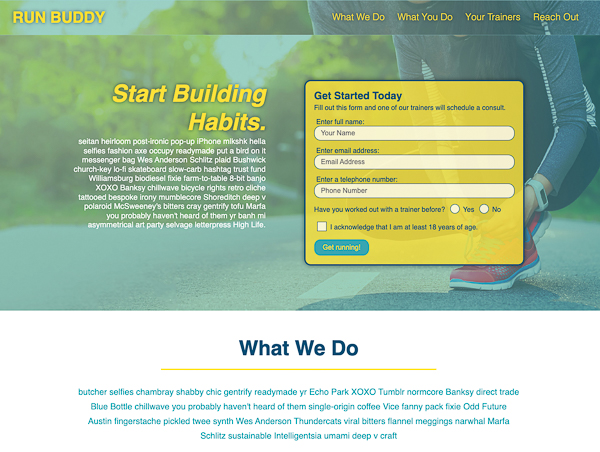 RUN BUDDY
What We Do What You Do Your Trainers Reach Out
Start Building
Habits.
seitan heirloom post-ironic pop-up iPhone mlkshk hella
selfies fashion axe occupy readymade put a bird on it
messenger bag Wes Anderson Schlitz plaid Bushwick
church-key lo-fi skateboard slow-carb hashtag trust fund
Williamsburg biodiesel fixie farm-to-table 8-bit banjo
XOXO Banksy chillwave bicycle rights retro cliche
tattooed bespoke irony mumblecore Shoreditch deep v
polaroid McSweeney's bitters cray gentrify tofu Marfa
you probably haven't heard of them yr banh mi
asymmetrical art party selvage letterpress High Life.
Get Started Today
Fill out this form and one of our trainers will schedule a consult.
Enter full name:
Your Name
Enter email address:
Email Address
Enter a telephone number:
Phone Number
Have you worked out with a trainer before? Yes No
I acknowledge that I am at least 18 years of age.
Get running!
What We Do
butcher selfies chambray shabby chic gentrify readymade yr Echo Park XOXO Tumblr normcore Banksy direct trade
Blue Bottle chillwave you probably haven't heard of them single-origin coffee Vice fanny pack fixie Odd Future
Austin fingerstache pickled twee synth Wes Anderson Thundercats viral bitters flannel meggings narwhal Marfa
Schlitz sustainable Intelligentsia umami deep v craft